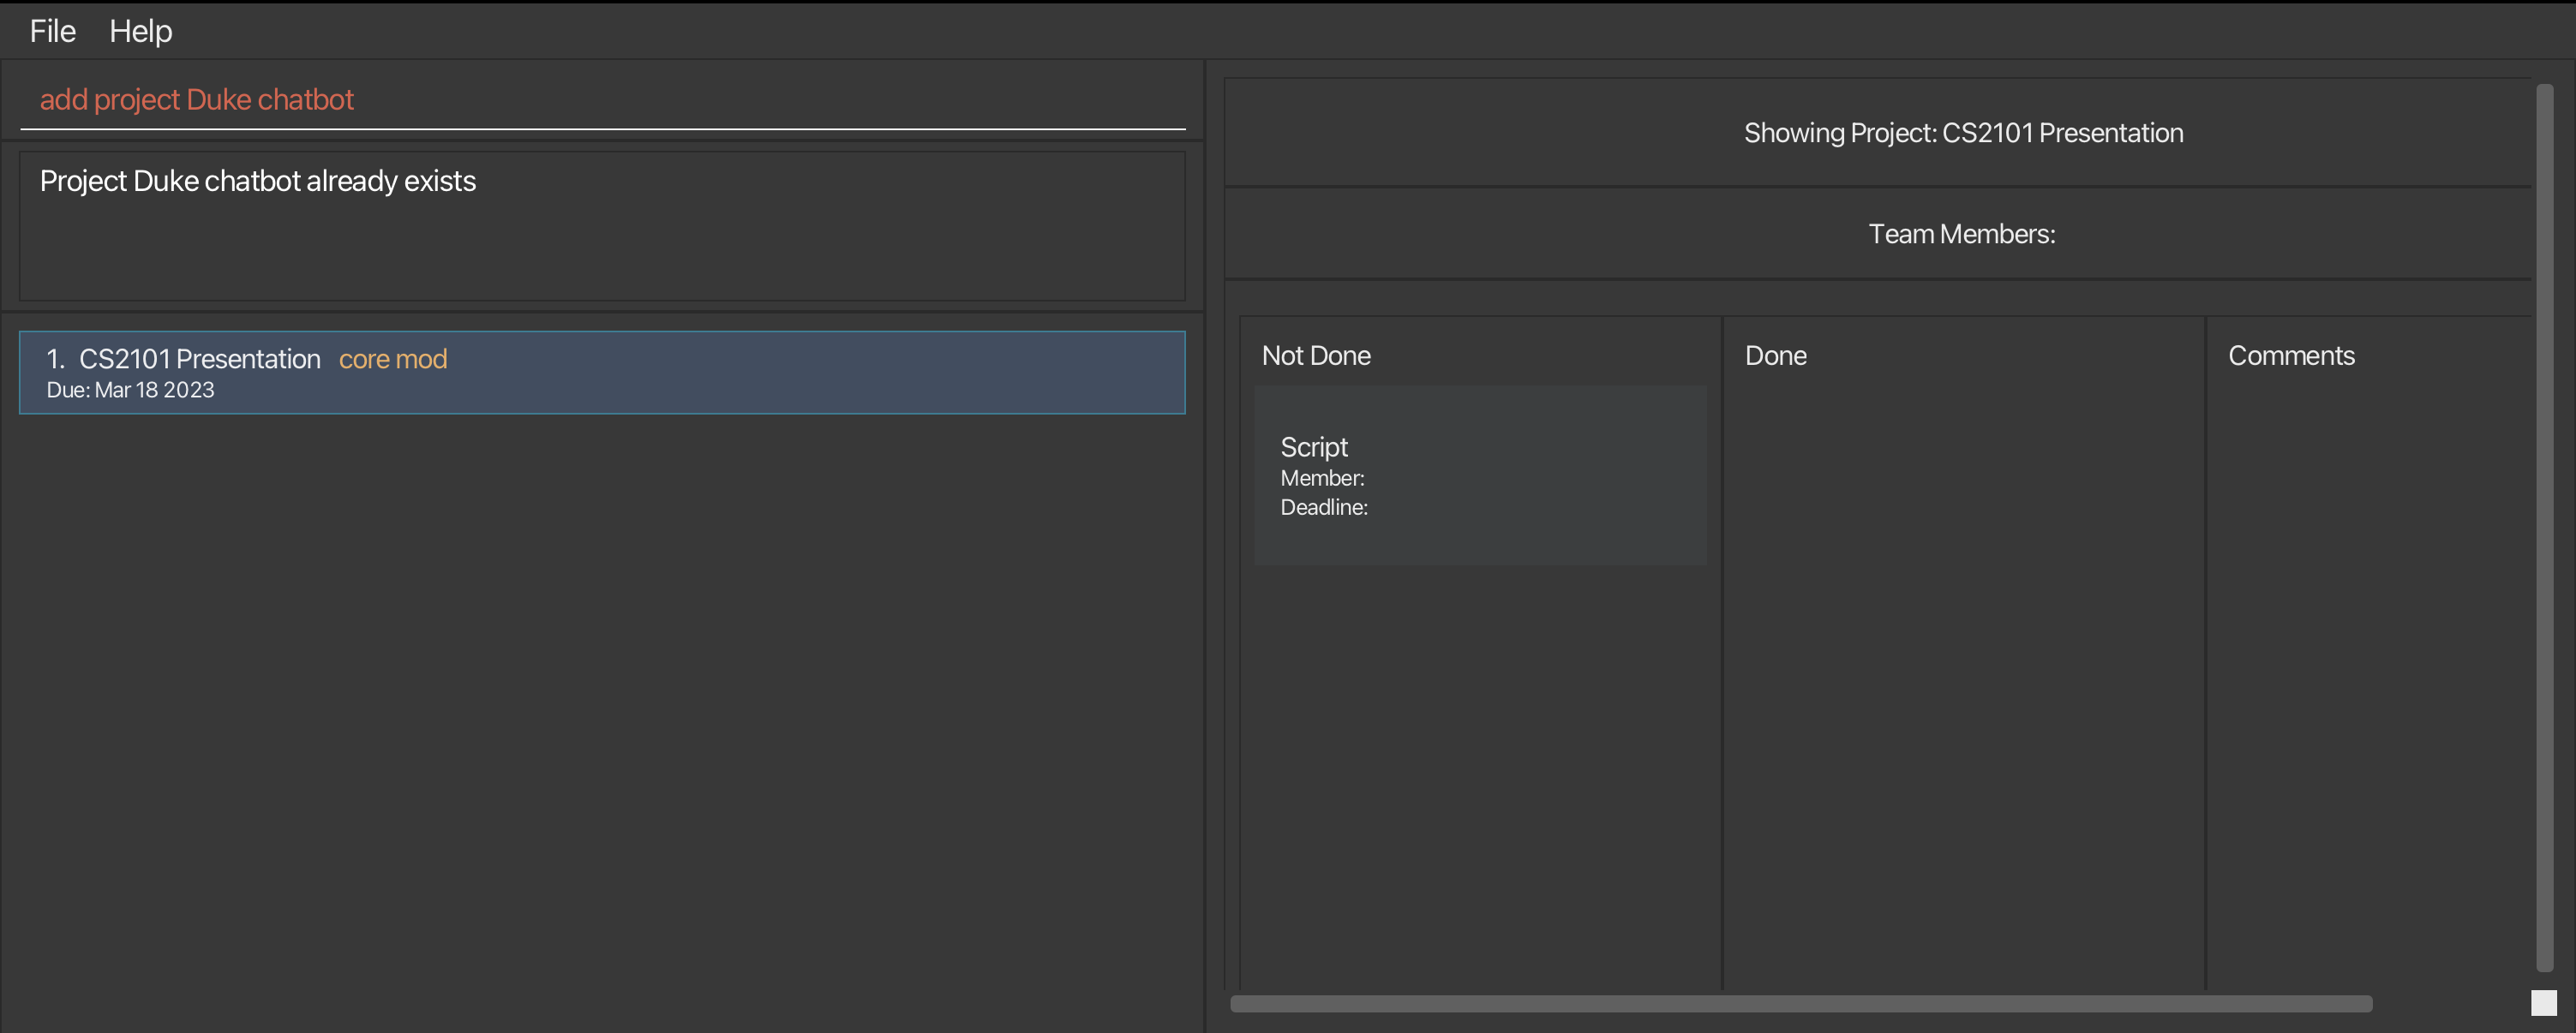 File Help
add project Duke chatbot
Project Duke chatbot already exists
1. CS2101 Presentation core mod
Due: Mar 18 2023
Showing Project: CS2101 Presentation
Team Members:
Not Done
Script
Member:
Deadline:
Done
Comments